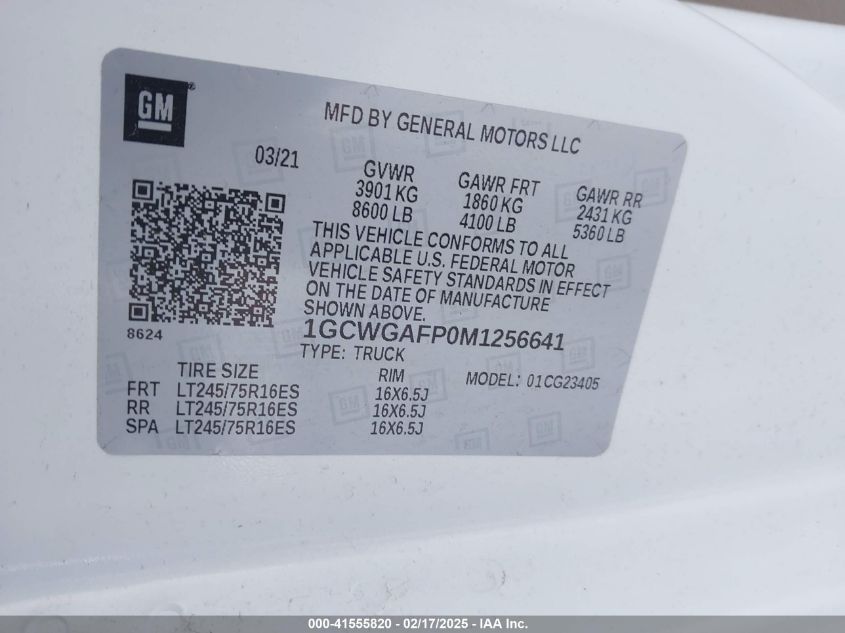 GM
MFD BY GENERAL MOTORS LLC
03/21
GVWR
3901 KG
8600 LB
GAWR FRT
1860 KG
4100 LB
GAWR RR
2431 KG
5360 LB
THIS VEHICLE CONFORMS TO ALL
APPLICABLE U.S. FEDERAL MOTOR
VEHICLE SAFETY STANDARDS IN EFFECT
ON THE DATE OF MANUFACTURE
SHOWN ABOVE.
8624
1GCWGAFP0M1256641
TYPE: TRUCK
TIRE SIZE RIM MODEL: 01CG23405
FRT LT245/75R16ES 16X6.5J
RR LT245/75R16ES 16X6.5J
SPA LT245/75R16ES 16X6.5J
000-41555820 - 02/17/2025 - IAA Inc.